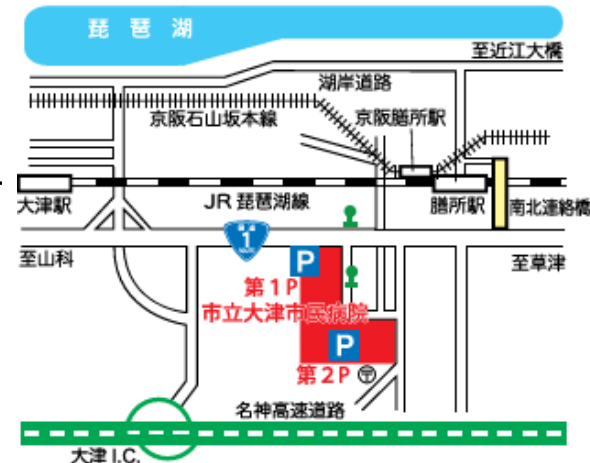 琵琶湖
至近江大橋
湖岸道路
京阪石山坂本線
京阪膳所駅
大津駅
JR 琵琶湖線
膳所駅
南北連絡橋
1
至山科
P
至草津
第1P
市立大津市民病院
P
第2P
〒
名神高速道路
大津 I.C.